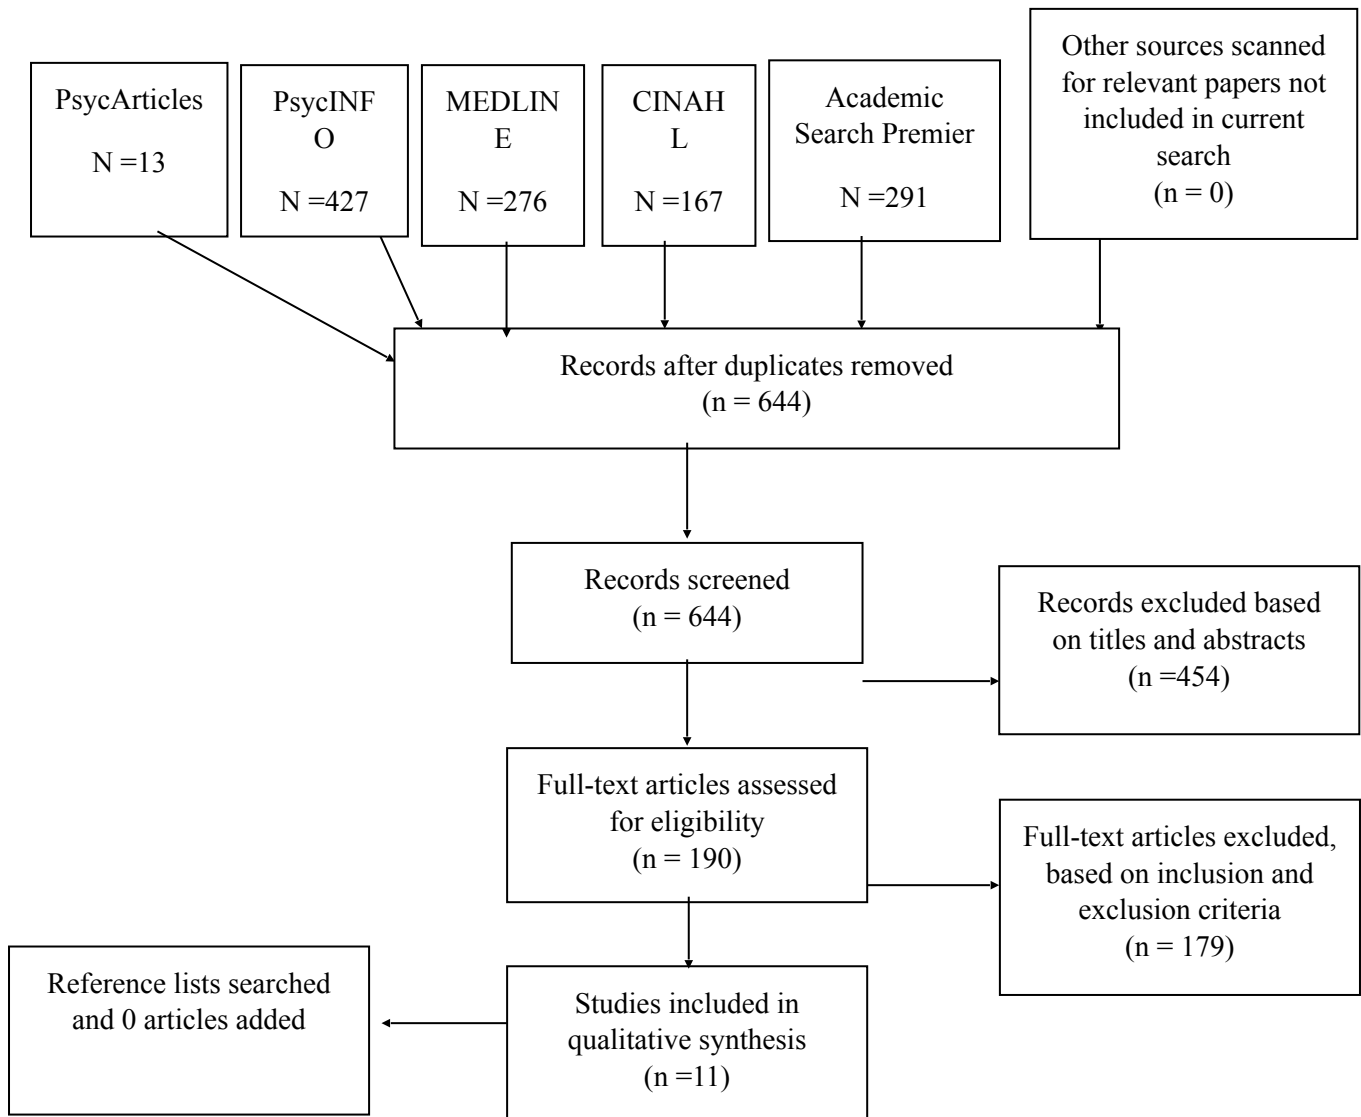 PsycArticles
N =13
PsycINF
O
N =427
MEDLIN
E
N =276
CINAH
L
N =167
Academic
Search Premier
N =291
Other sources scanned
for relevant papers not
included in current
search
(n = 0)
Records after duplicates removed
(n = 644)
Records screened
(n = 644)
Records excluded based
on titles and abstracts
(n =454)
Full-text articles assessed
for eligibility
(n = 190)
Full-text articles excluded,
based on inclusion and
exclusion criteria
(n = 179)
Reference lists searched
and 0 articles added
Studies included in
qualitative synthesis
(n =11)